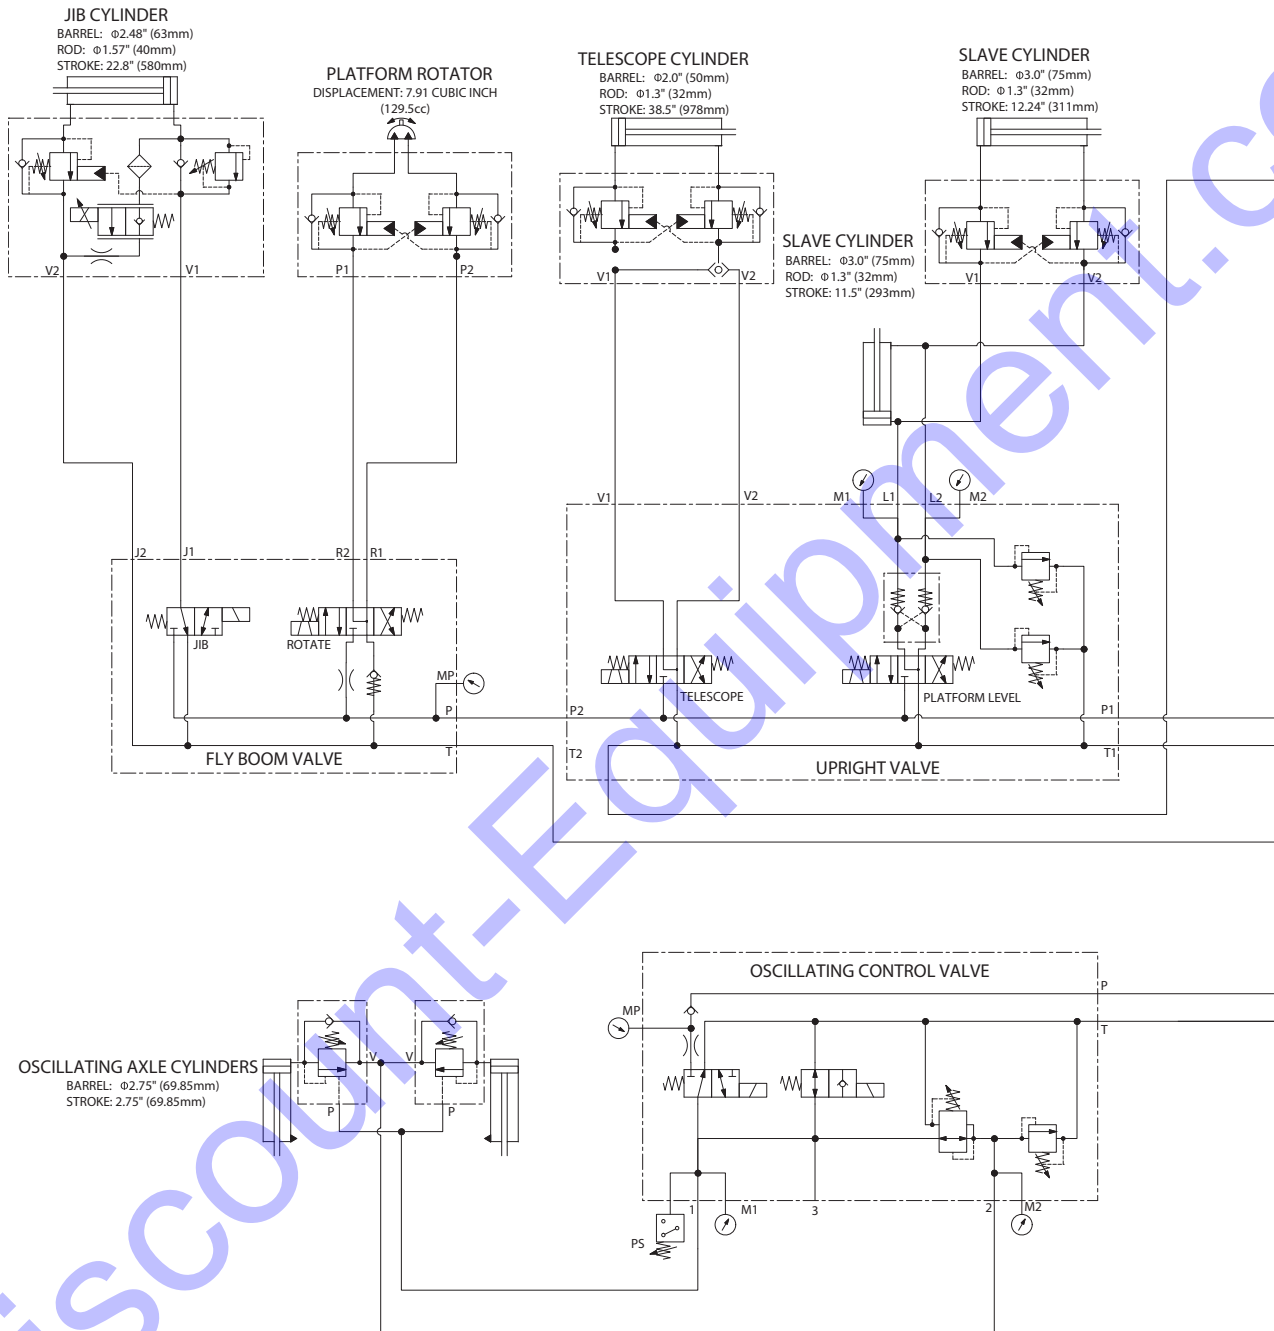 JIB CYLINDER
BARREL: Φ2.48" (63mm)
ROD: Φ1.57" (40mm)
STROKE: 22.8" (580mm)
PLATFORM ROTATOR
DISPLACEMENT: 7.91 CUBIC INCH
(129.5cc)
TELESCOPE CYLINDER
BARREL: Φ2.0" (50mm)
ROD: Φ1.3" (32mm)
STROKE: 38.5" (978mm)
SLAVE CYLINDER
BARREL: Φ3.0" (75mm)
ROD: Φ1.3" (32mm)
STROKE: 12.24" (311mm)
SLAVE CYLINDER
BARREL: Φ3.0" (75mm)
ROD: Φ1.3" (32mm)
STROKE: 11.5" (293mm)
V2
V1
P1
P2
V1
V2
V1
V2
V1
V2
M1
L1
L2
M2
J2
J1
R2
R1
JIB
ROTATE
MP
P
T
FLY BOOM VALVE
P2
T2
TELESCOPE
PLATFORM LEVEL
P1
T1
UPRIGHT VALVE
OSCILLATING CONTROL VALVE
P
T
MP
OSCILLATING AXLE CYLINDERS
BARREL: Φ2.75" (69.85mm)
STROKE: 2.75" (69.85mm)
V
V
P
P
1
M1
3
2
M2
PS
iscount-Equipment.co